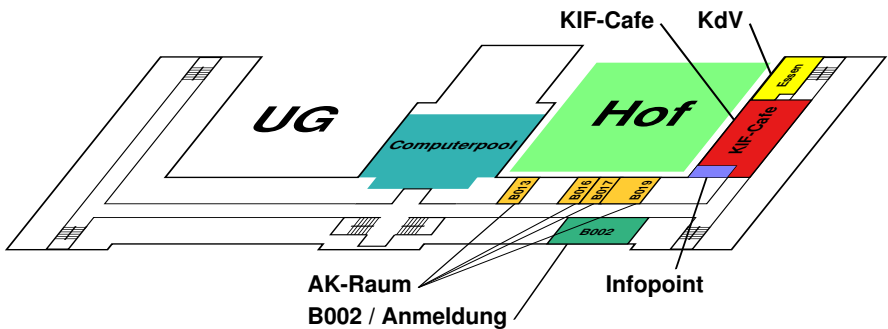 KIF-Cafe
KdV
Essen
UG
Hof
Computerpool
KIF-Cafe
B013
B016
B017
B019
B002
AK-Raum
Infopoint
B002 / Anmeldung